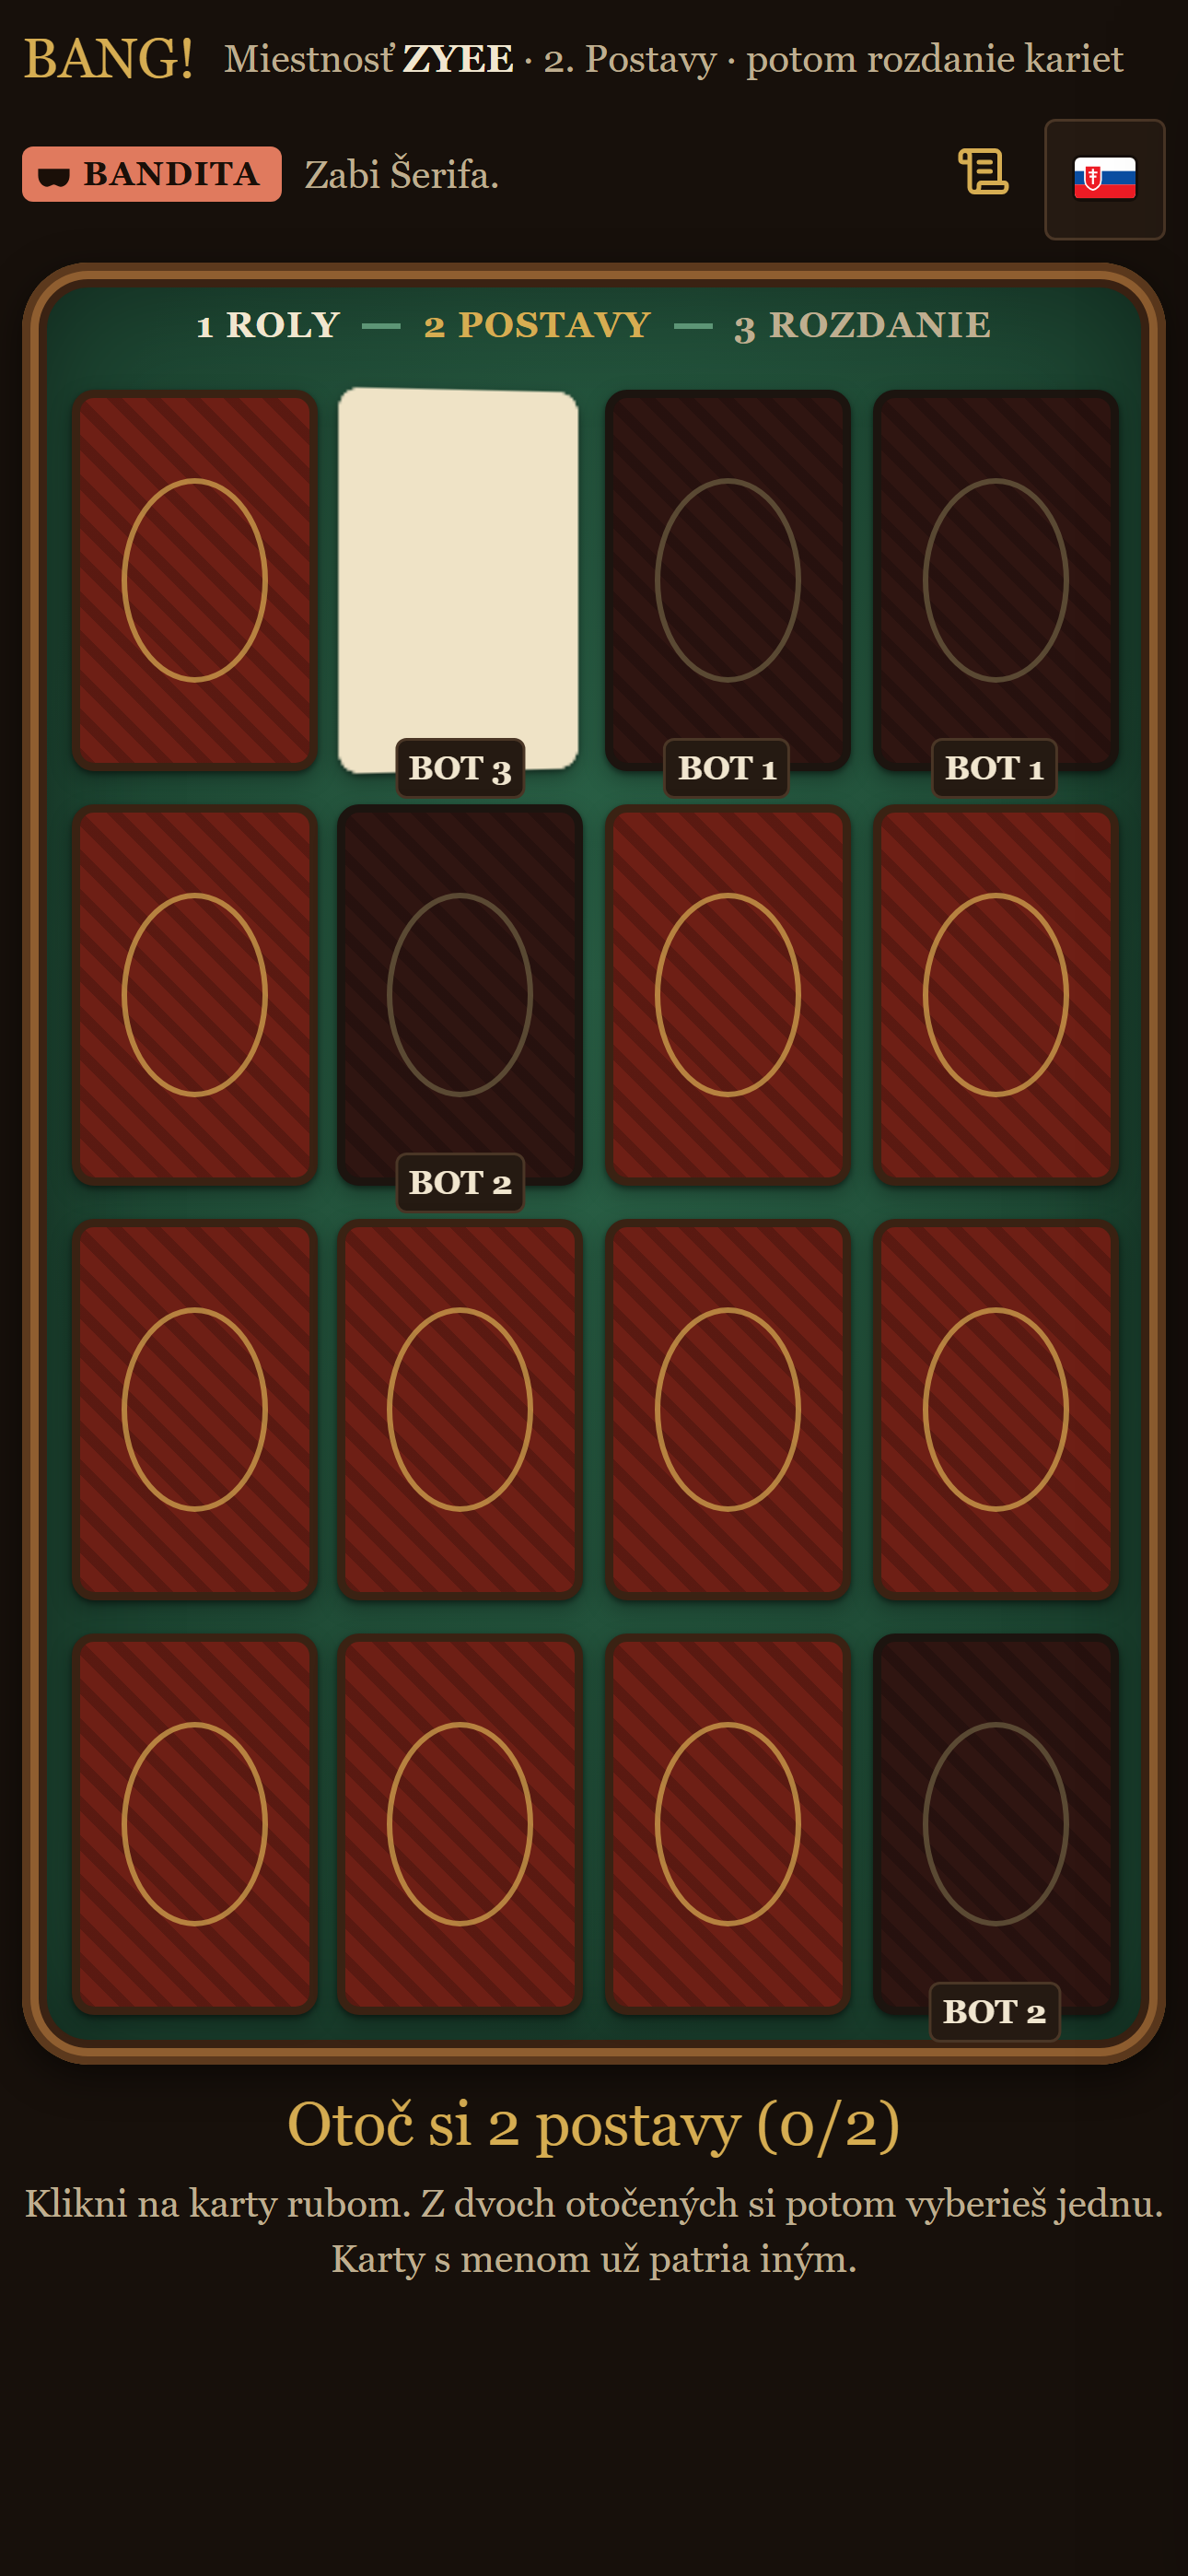 BANG! Miestnosť ZYEE · 2. Postavy · potom rozdanie kariet
BANDITA Zabi Šerifa.
1 ROLY — 2 POSTAVY — 3 ROZDANIE
BOT 3 BOT 1 BOT 1
BOT 2
BOT 2
Otoč si 2 postavy (0/2)
Klikni na karty rubom. Z dvoch otočených si potom vyberieš jednu.
Karty s menom už patria iným.